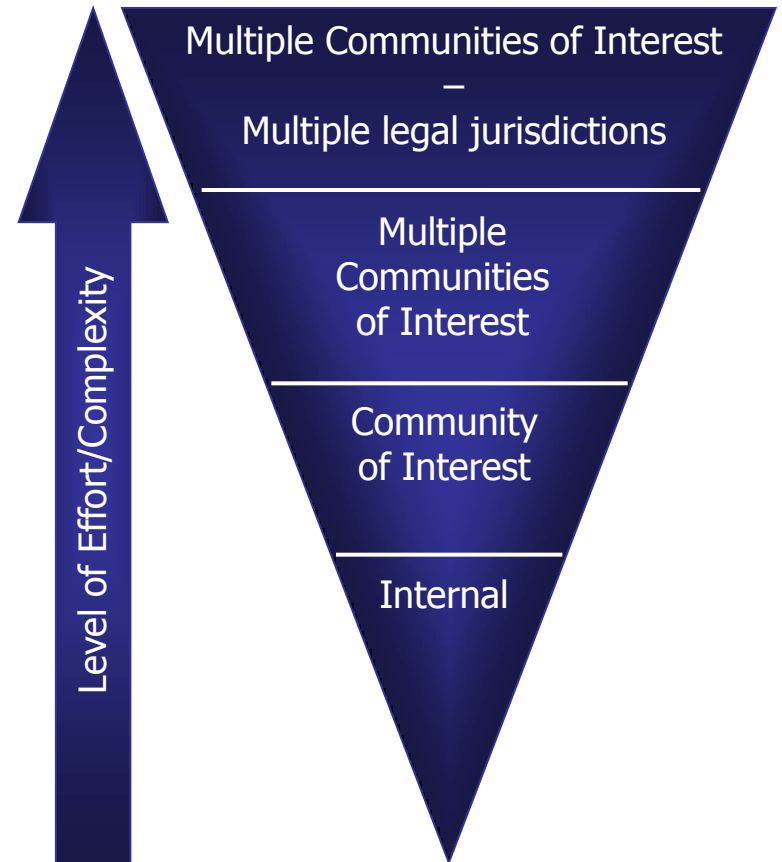 Multiple Communities of Interest
–
Multiple legal jurisdictions
Multiple
Communities
of Interest
Community
of Interest
Internal
Level of Effort/Complexity